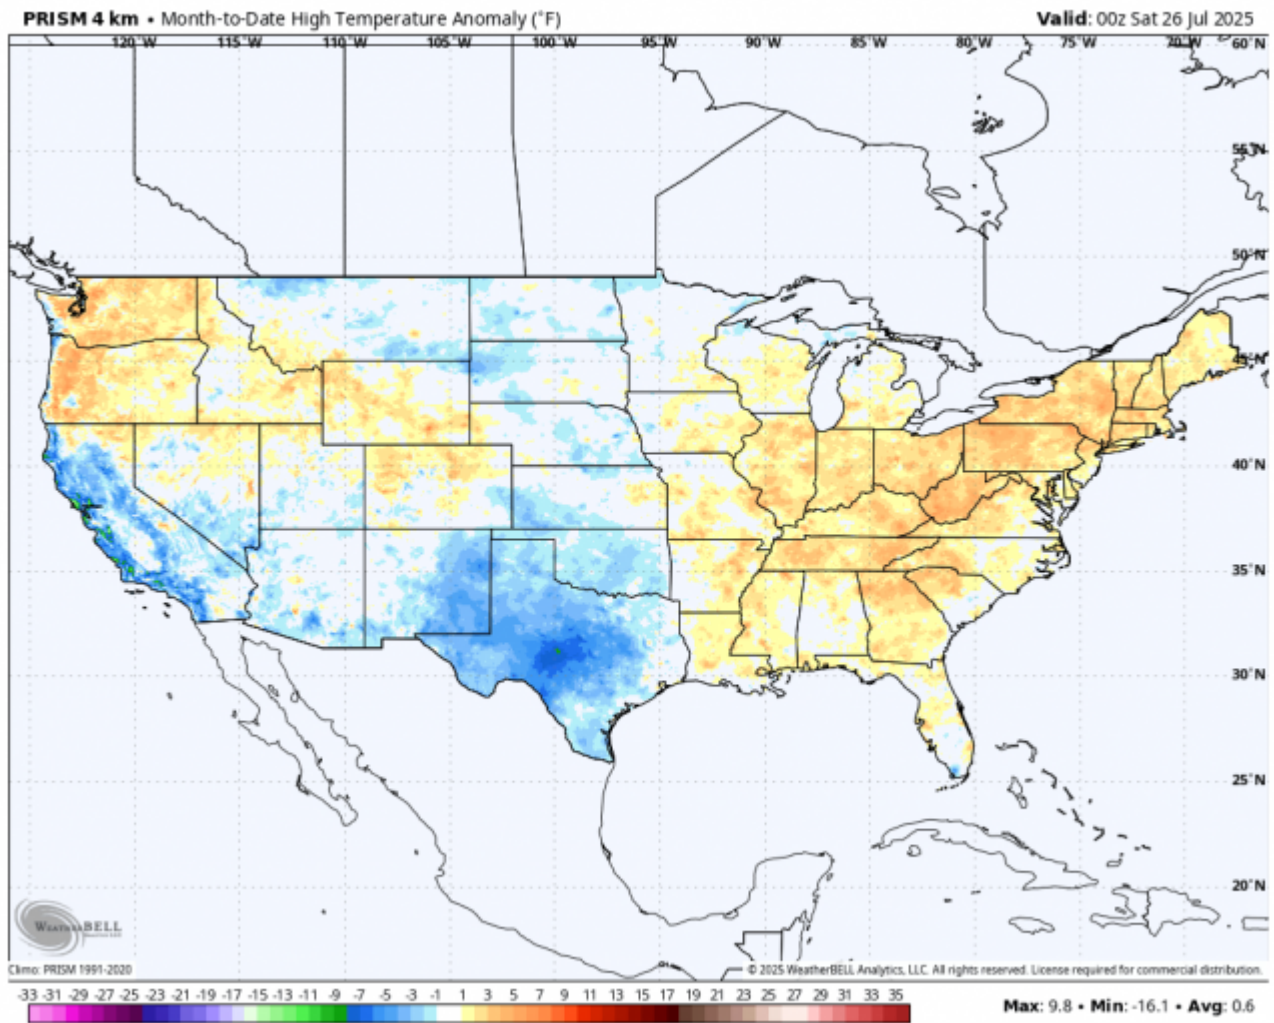 PRISM 4 km • Month-to-Date High Temperature Anomaly (°F)
Valid: 00z Sat 26 Jul 2025
120°W 115°W 110°W 105°W 100°W 95°W 90°W 85°W 80°W 75°W 70°W
60°N
55°N
50°N
45°N
40°N
35°N
30°N
25°N
20°N
WEATHERBELL
Climo: PRISM 1991-2020
© 2025 WeatherBELL Analytics, LLC. All rights reserved. License required for commercial distribution.
-33 -31 -29 -27 -25 -23 -21 -19 -17 -15 -13 -11 -9 -7 -5 -3 -1 1 3 5 7 9 11 13 15 17 19 21 23 25 27 29 31 33 35
Max: 9.8 • Min: -16.1 • Avg: 0.6